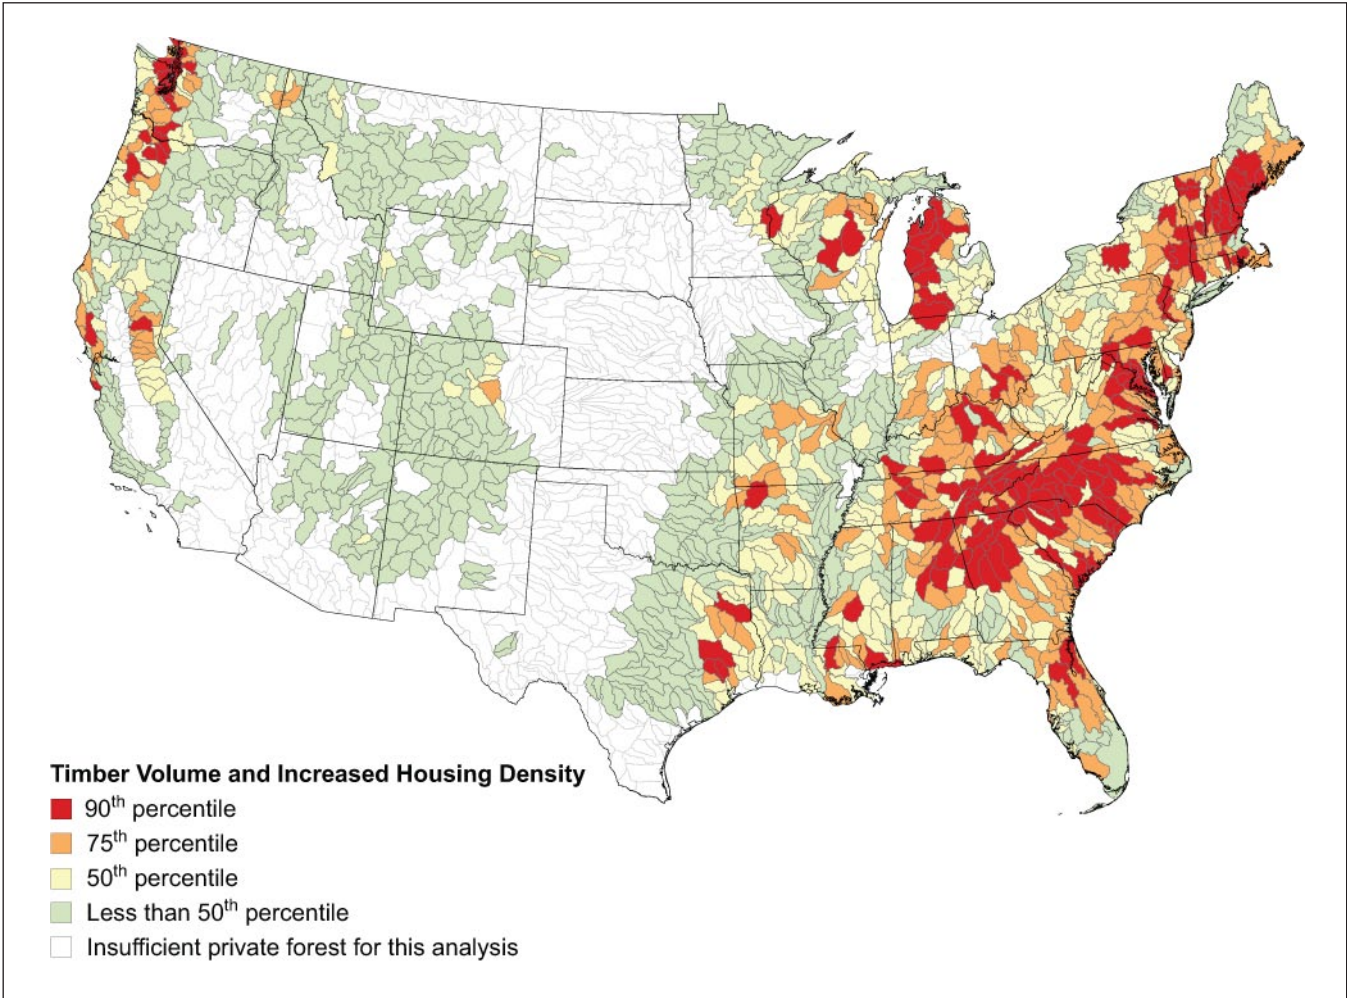 Timber Volume and Increased Housing Density
90th percentile
75th percentile
50th percentile
Less than 50th percentile
Insufficient private forest for this analysis